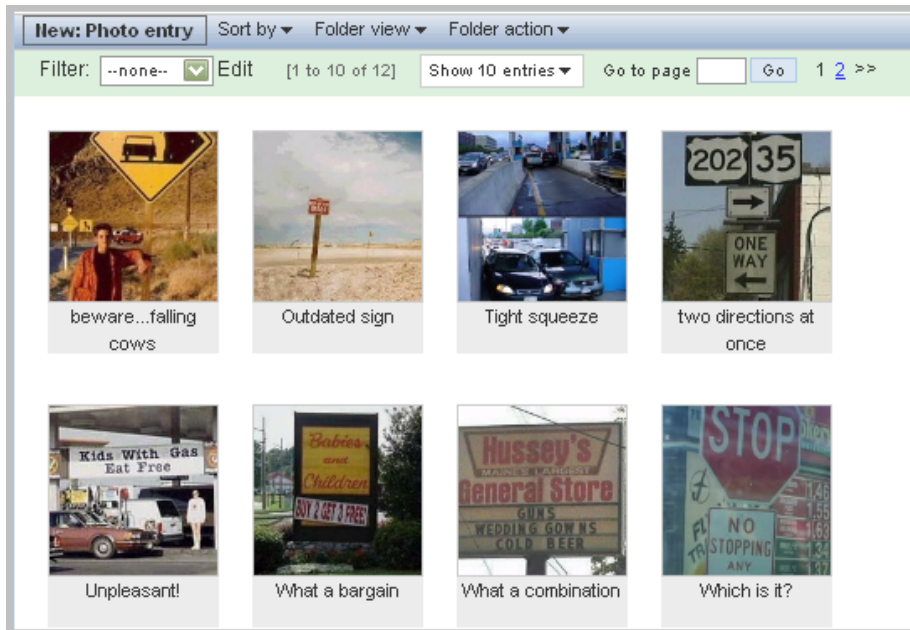 New: Photo entry Sort by Folder view Folder action
Filter: --none-- Edit [1 to 10 of 12] Show 10 entries Go to page Go 1 2 >>
202 35
ONE
WAY
beware...falling
cows
Outdated sign
Tight squeeze
two directions at
once
Kids With Gas
Eat Free
Babies
and
Children
BUY 2 GET 3 FREE!
Hussey's
MAINE'S LARGEST
General Store
GUNS
WEDDING GOWNS
COLD BEER
STOP
NO
STOPPING
ANY
Unpleasant!
What a bargain
What a combination
Which is it?